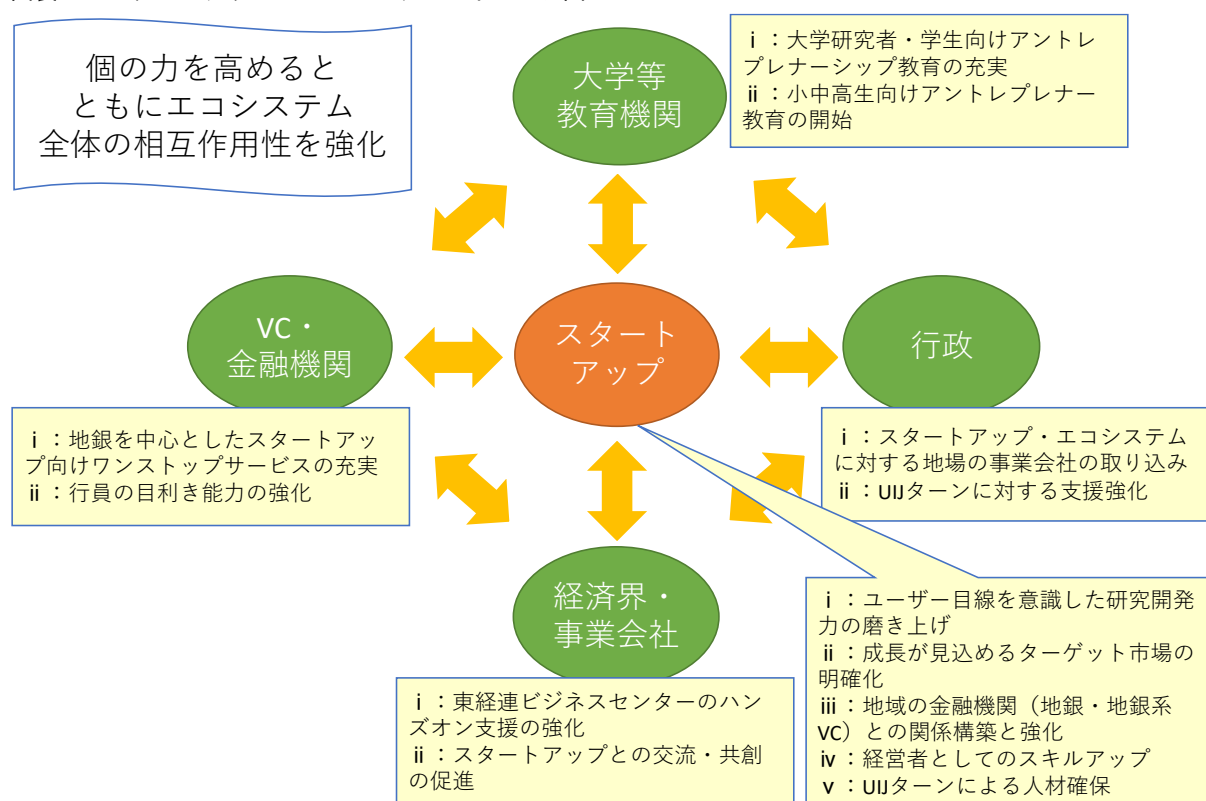 個の力を高めると
ともにエコシステム
全体の相互作用性を強化
大学等
教育機関
ⅰ：大学研究者・学生向けアントレ
プレナーシップ教育の充実
ⅱ：小中高生向けアントレプレナー
教育の開始
VC・
金融機関
ⅰ：地銀を中心としたスタートアッ
プ向けワンストップサービスの充実
ⅱ：行員の目利き能力の強化
スタート
アップ
行政
ⅰ：スタートアップ・エコシステム
に対する地場の事業会社の取り込み
ⅱ：UIJターンに対する支援強化
経済界・
事業会社
ⅰ：東経連ビジネスセンターのハン
ズオン支援の強化
ⅱ：スタートアップとの交流・共創
の促進
ⅰ：ユーザー目線を意識した研究開発
力の磨き上げ
ⅱ：成長が見込めるターゲット市場の
明確化
ⅲ：地域の金融機関（地銀・地銀系
VC）との関係構築と強化
ⅳ：経営者としてのスキルアップ
ⅴ：UIJターンによる人材確保